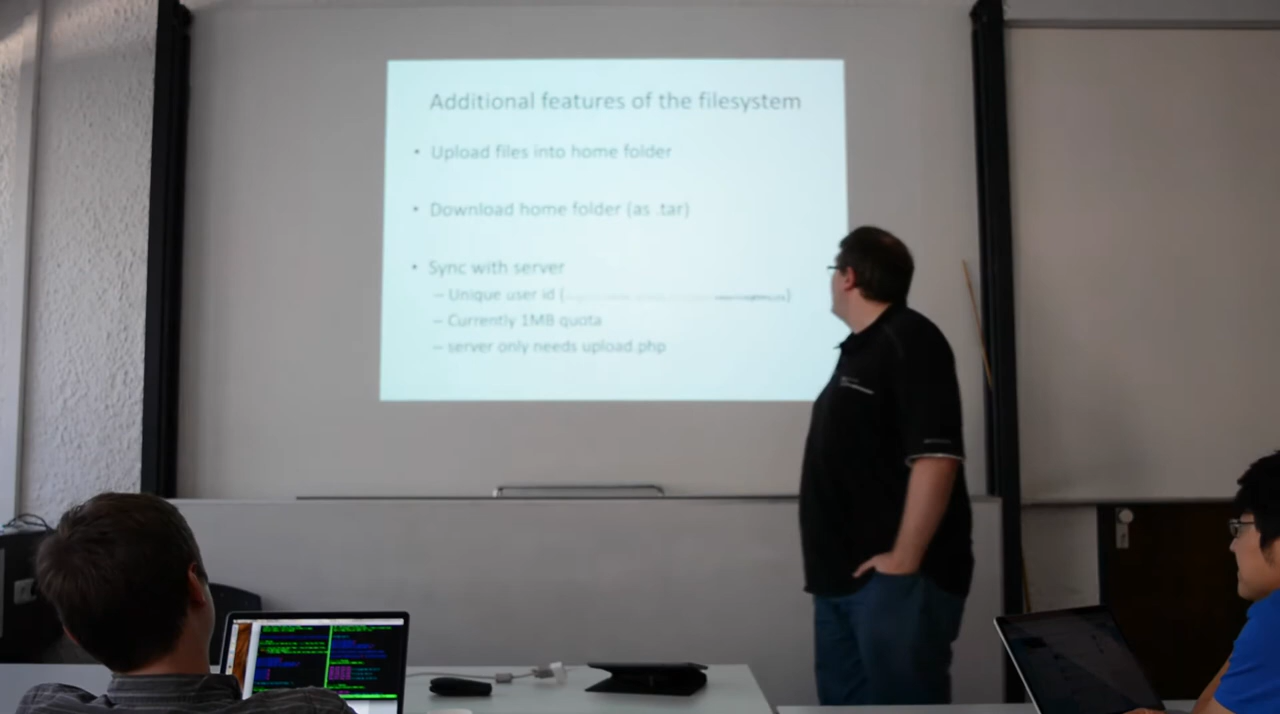 Additional features of the filesystem
• Upload files into home folder
• Download home folder (as .tar)
• Sync with server
– Unique user id (
– Currently 1MB quota
– server only needs upload.php